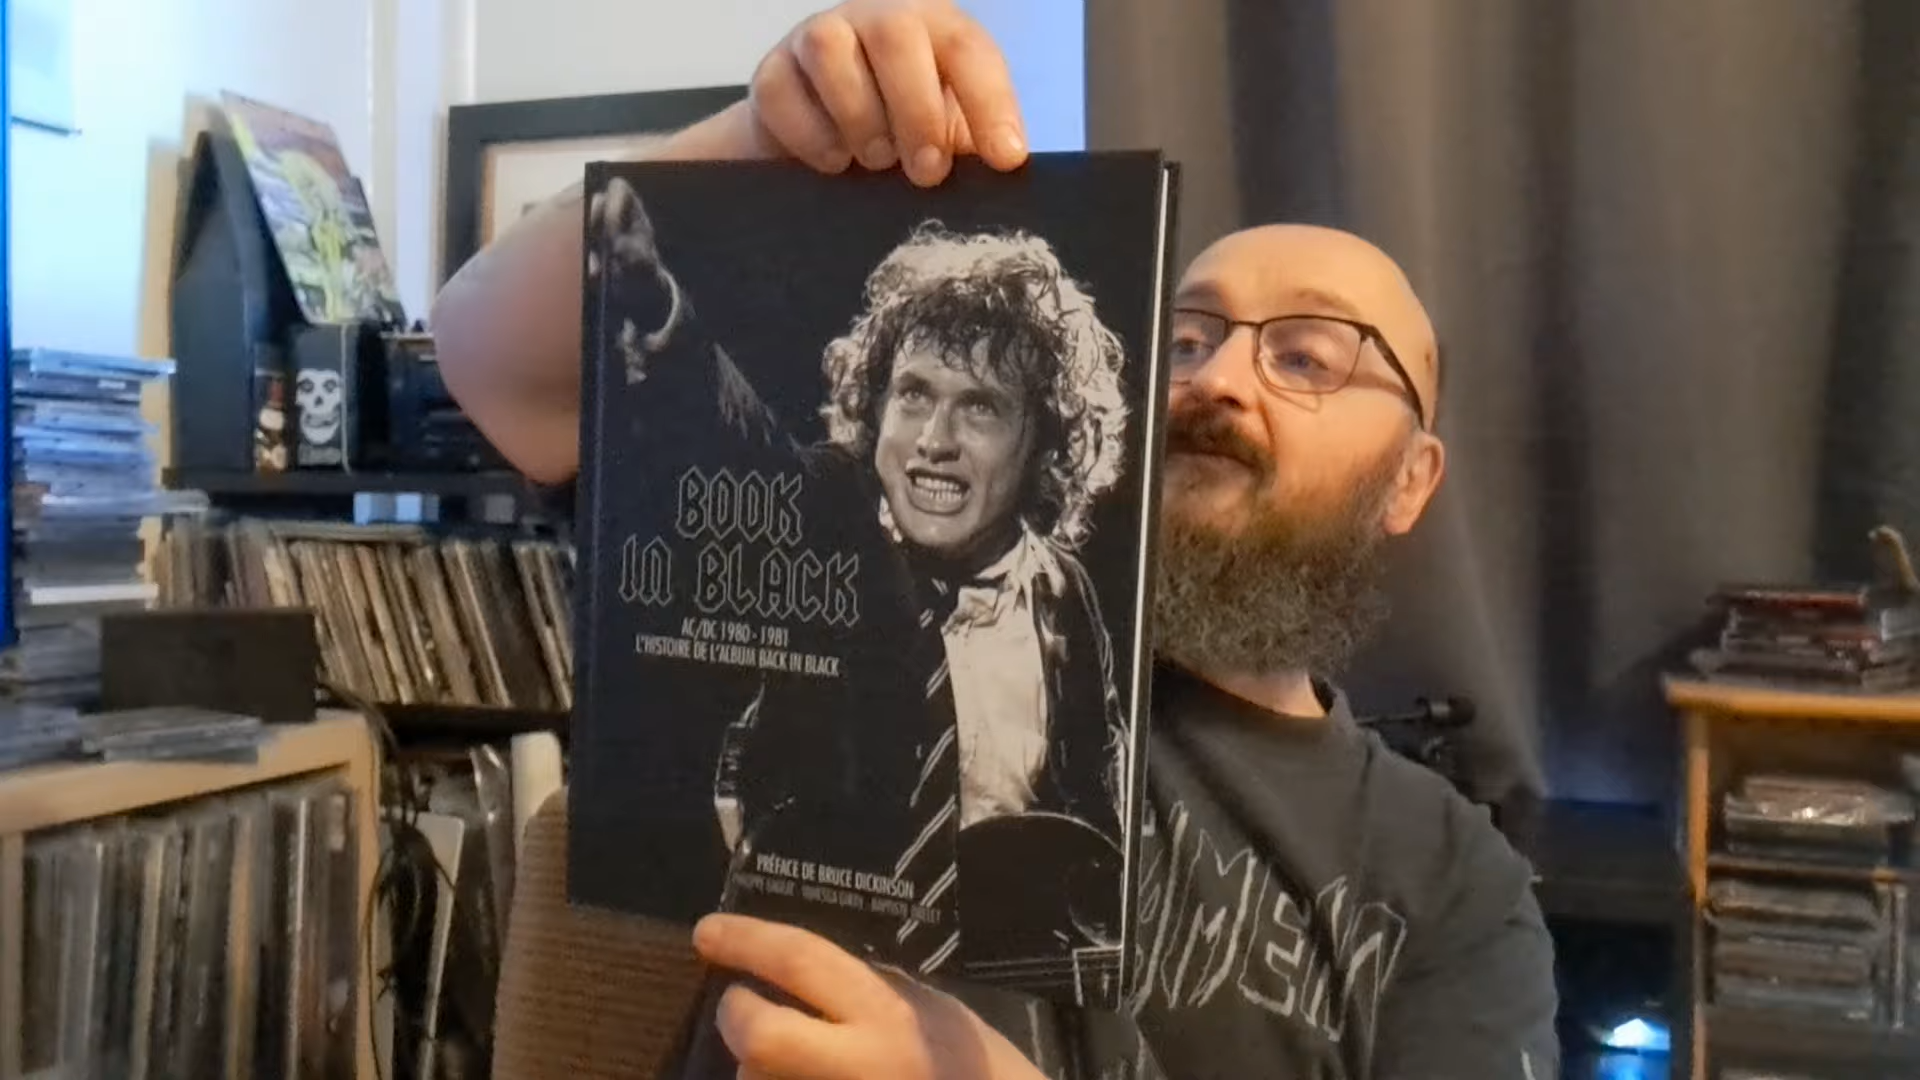 BOOK
IN BLACK
AC/DC 1980 - 1981
L'HISTOIRE DE L'ALBUM BACK IN BLACK
PRÉFACE DE BRUCE DICKINSON